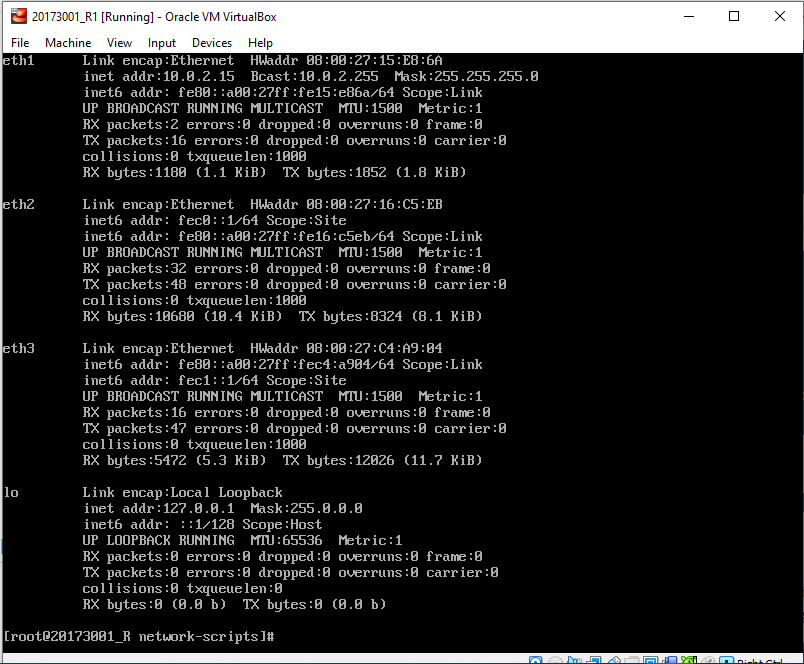 20173001_R1 [Running] - Oracle VM VirtualBox
File Machine View Input Devices Help
eth1 Link encap:Ethernet HWaddr 08:00:27:15:E8:6A
inet addr:10.0.2.15 Bcast:10.0.2.255 Mask:255.255.255.0
inet6 addr: fe80::a00:27ff:fe15:e86a/64 Scope:Link
UP BROADCAST RUNNING MULTICAST MTU:1500 Metric:1
RX packets:2 errors:0 dropped:0 overruns:0 frame:0
TX packets:16 errors:0 dropped:0 overruns:0 carrier:0
collisions:0 txqueuelen:1000
RX bytes:1180 (1.1 KiB) TX bytes:1852 (1.8 KiB)
eth2 Link encap:Ethernet HWaddr 08:00:27:16:C5:EB
inet6 addr: fec0::1/64 Scope:Site
inet6 addr: fe80::a00:27ff:fe16:c5eb/64 Scope:Link
UP BROADCAST RUNNING MULTICAST MTU:1500 Metric:1
RX packets:32 errors:0 dropped:0 overruns:0 frame:0
TX packets:48 errors:0 dropped:0 overruns:0 carrier:0
collisions:0 txqueuelen:1000
RX bytes:10680 (10.4 KiB) TX bytes:8324 (8.1 KiB)
eth3 Link encap:Ethernet HWaddr 08:00:27:C4:A9:04
inet6 addr: fe80::a00:27ff:fec4:a904/64 Scope:Link
inet6 addr: fec1::1/64 Scope:Site
UP BROADCAST RUNNING MULTICAST MTU:1500 Metric:1
RX packets:16 errors:0 dropped:0 overruns:0 frame:0
TX packets:47 errors:0 dropped:0 overruns:0 carrier:0
collisions:0 txqueuelen:1000
RX bytes:5472 (5.3 KiB) TX bytes:12026 (11.7 KiB)
lo Link encap:Local Loopback
inet addr:127.0.0.1 Mask:255.0.0.0
inet6 addr: ::1/128 Scope:Host
UP LOOPBACK RUNNING MTU:65536 Metric:1
RX packets:0 errors:0 dropped:0 overruns:0 frame:0
TX packets:0 errors:0 dropped:0 overruns:0 carrier:0
collisions:0 txqueuelen:0
RX bytes:0 (0.0 b) TX bytes:0 (0.0 b)
[root@20173001_R network-scripts]#
Right Ctrl